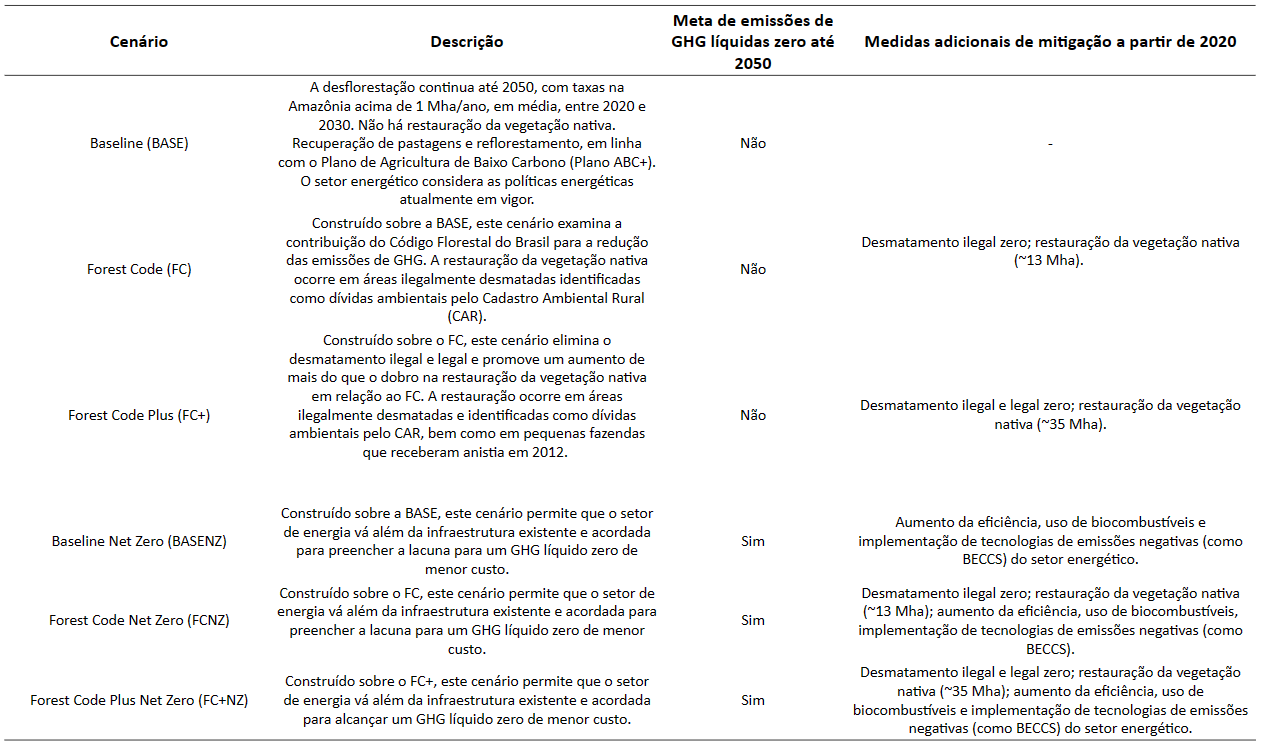 Cenário
Descrição
Meta de emissões de
GHG líquidas zero até
2050
Medidas adicionais de mitigação a partir de 2020
Baseline (BASE)
A desflorestação continua até 2050, com taxas na
Amazônia acima de 1 Mha/ano, em média, entre 2020 e
2030. Não há restauração da vegetação nativa.
Recuperação de pastagens e reflorestamento, em linha
com o Plano de Agricultura de Baixo Carbono (Plano ABC+).
O setor energético considera as políticas energéticas
atualmente em vigor.
Não
-
Forest Code (FC)
Construído sobre a BASE, este cenário examina a
contribuição do Código Florestal do Brasil para a redução
das emissões de GHG. A restauração da vegetação nativa
ocorre em áreas ilegalmente desmatadas identificadas
como dívidas ambientais pelo Cadastro Ambiental Rural
(CAR).
Não
Desmatamento ilegal zero; restauração da vegetação nativa
(~13 Mha).
Forest Code Plus (FC+)
Construído sobre o FC, este cenário elimina o
desmatamento ilegal e legal e promove um aumento de
mais do que o dobro na restauração da vegetação nativa
em relação ao FC. A restauração ocorre em áreas
ilegalmente desmatadas e identificadas como dívidas
ambientais pelo CAR, bem como em pequenas fazendas
que receberam anistia em 2012.
Não
Desmatamento ilegal e legal zero; restauração da vegetação
nativa (~35 Mha).
Baseline Net Zero (BASENZ)
Construído sobre a BASE, este cenário permite que o setor
de energia vá além da infraestrutura existente e acordada
para preencher a lacuna para um GHG líquido zero de
menor custo.
Sim
Aumento da eficiência, uso de biocombustíveis e
implementação de tecnologias de emissões negativas (como
BECCS) do setor energético.
Forest Code Net Zero (FCNZ)
Construído sobre o FC, este cenário permite que o setor de
energia vá além da infraestrutura existente e acordada para
preencher a lacuna para um GHG líquido zero de menor
custo.
Sim
Desmatamento ilegal zero; restauração da vegetação nativa
(~13 Mha); aumento da eficiência, uso de biocombustíveis,
implementação de tecnologias de emissões negativas (como
BECCS).
Forest Code Plus Net Zero (FC+NZ)
Construído sobre o FC+, este cenário permite que o setor
de energia vá além da infraestrutura existente e acordada
para alcançar um GHG líquido zero de menor custo.
Sim
Desmatamento ilegal e legal zero; restauração da vegetação
nativa (~35 Mha); aumento da eficiência, uso de
biocombustíveis e implementação de tecnologias de emissões
negativas (como BECCS) do setor energético.